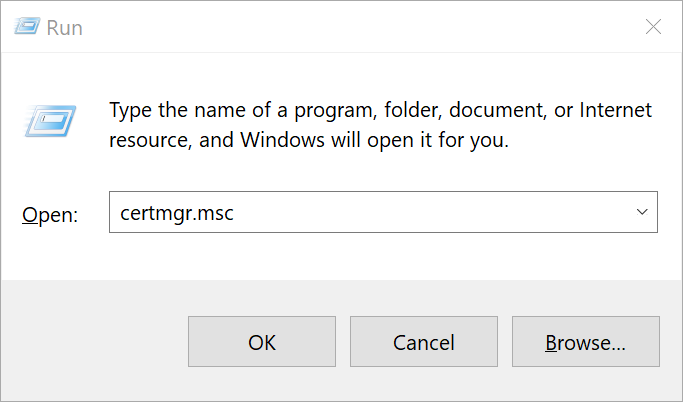 Run
Type the name of a program, folder, document, or Internet
resource, and Windows will open it for you.
Open: certmgr.msc
OK Cancel Browse...